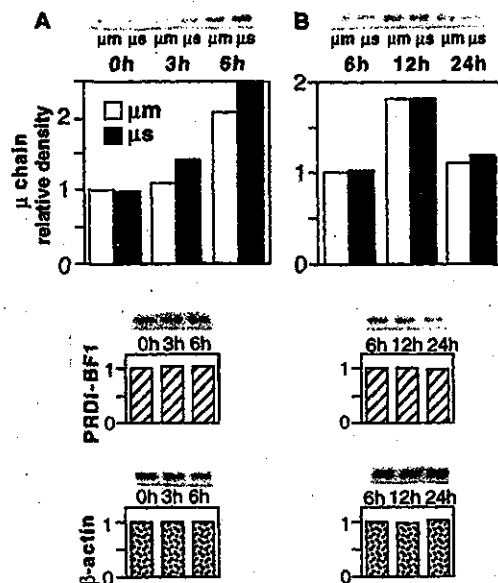 A B
μm μs μm μs μm μs μm μs μm μs μm μs
0h 3h 6h 6h 12h 24h
μ chain
relative density
2
1
0
μm
μs
2
1
0
PRDI-BF1
0h 3h 6h
1
0
6h 12h 24h
1
0
β-actin
0h 3h 6h
1
0
6h 12h 24h
1
0